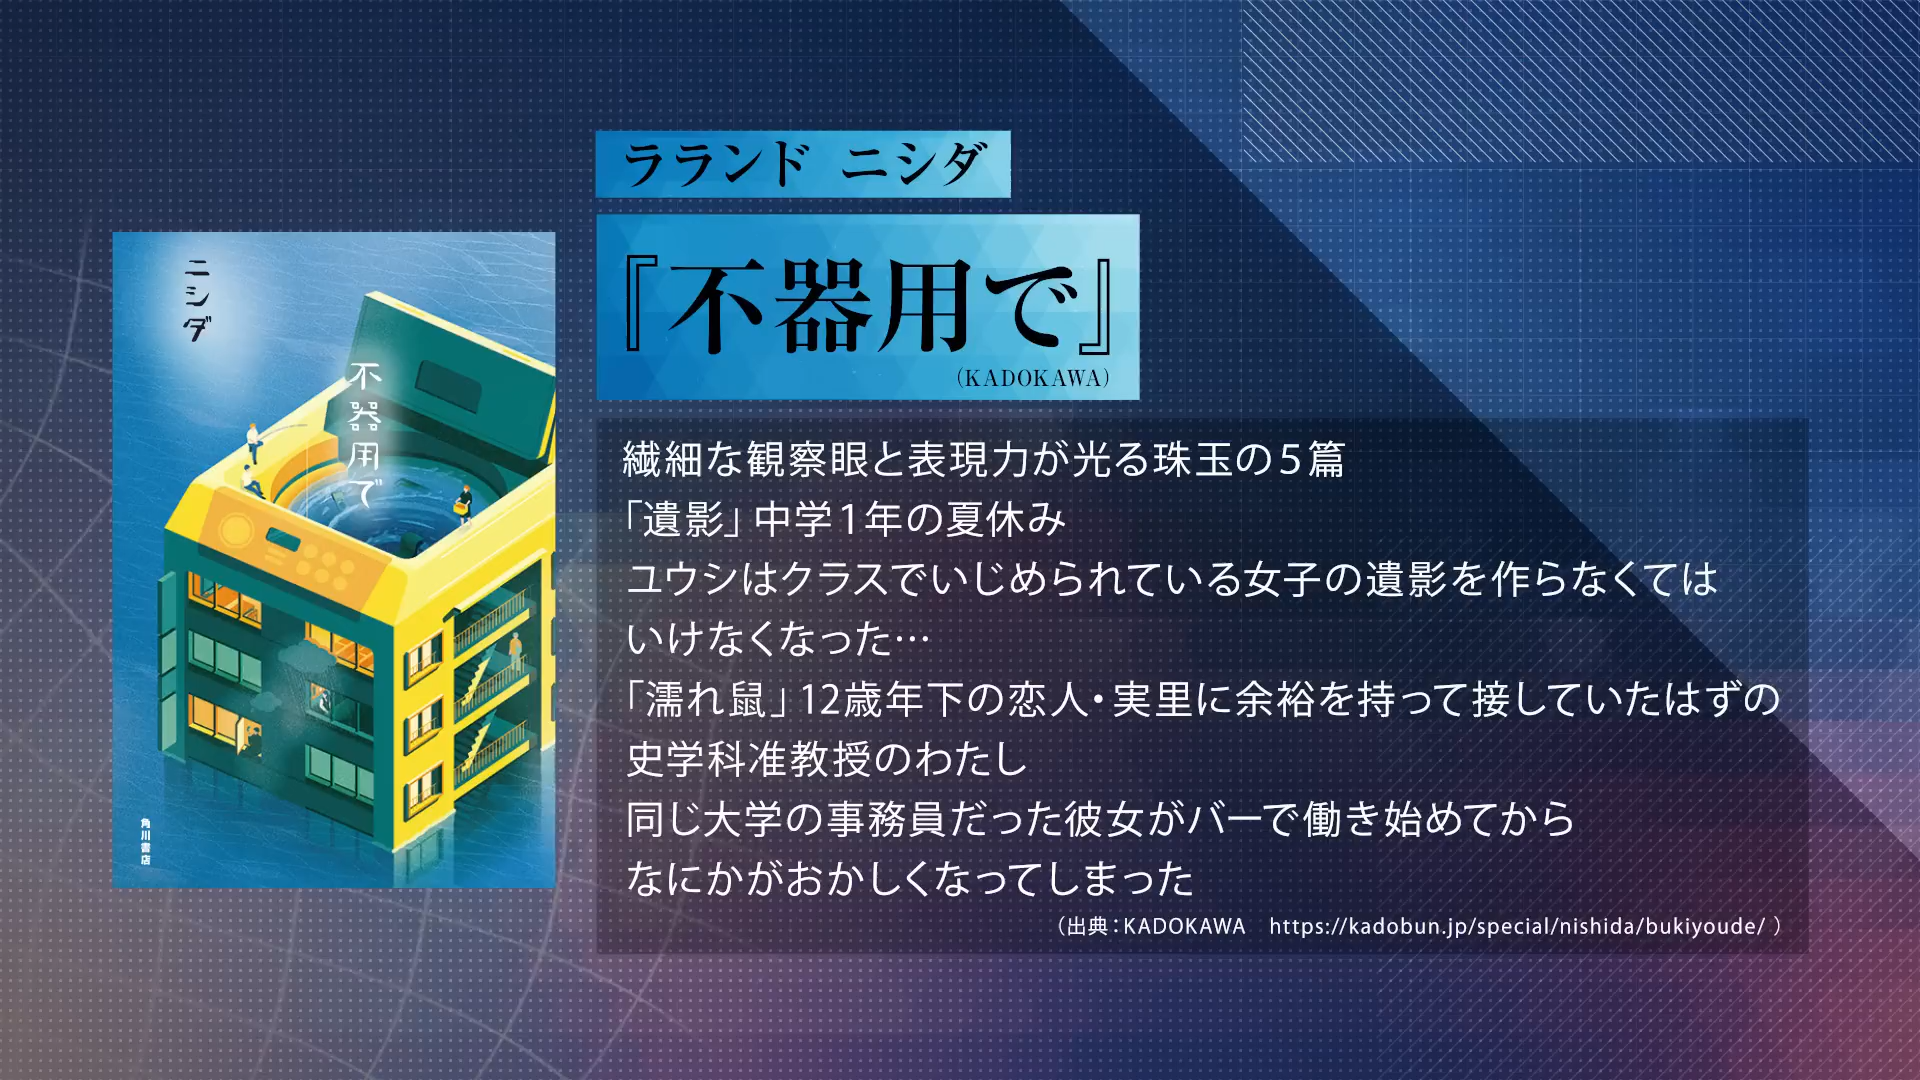 ラランド ニシダ
『不器用で』
(KADOKAWA)
ニシダ
不器用で
角川書店
繊細な観察眼と表現力が光る珠玉の5篇
「遺影」中学1年の夏休み
ユウシはクラスでいじめられている女子の遺影を作らなくては
いけなくなった…
「濡れ鼠」12歳年下の恋人・実里に余裕を持って接していたはずの
史学科准教授のわたし
同じ大学の事務員だった彼女がバーで働き始めてから
なにかがおかしくなってしまった
(出典：KADOKAWA https://kadobun.jp/special/nishida/bukiyoude/ )